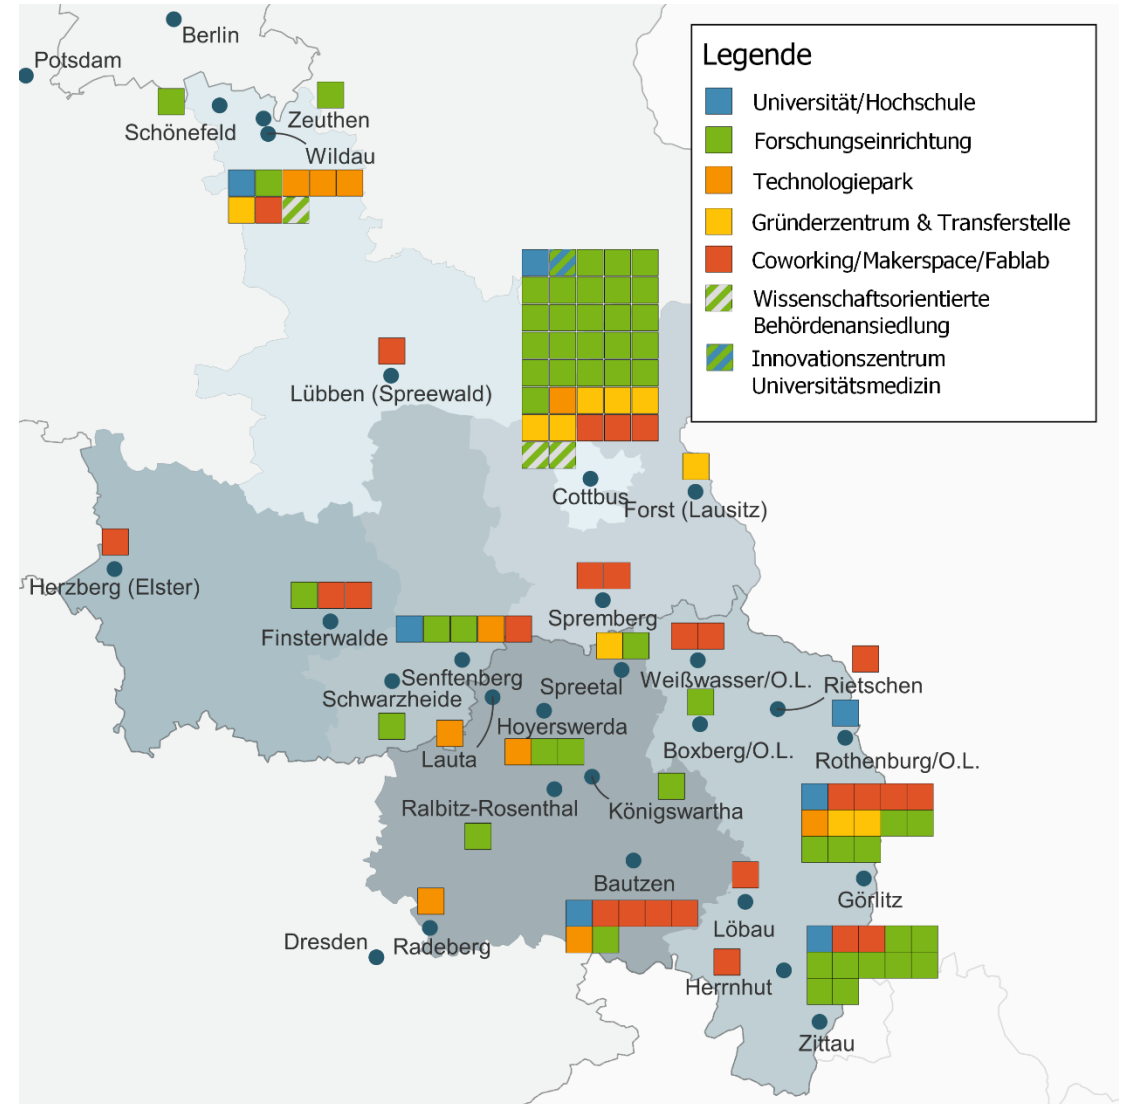 Berlin
Potsdam
Schönefeld
Zeuthen
Wildau
Legende
Universität/Hochschule
Forschungseinrichtung
Technologiepark
Gründerzentrum & Transferstelle
Coworking/Makerspace/Fablab
Wissenschaftsorientierte
Behördenansiedlung
Innovationszentrum
Universitätsmedizin
Lübben (Spreewald)
Cottbus
Forst (Lausitz)
Herzberg (Elster)
Finsterwalde
Spremberg
Senftenberg
Schwarzheide
Spreetal
Weißwasser/O.L.
Rietschen
Hoyerswerda
Lauta
Boxberg/O.L.
Rothenburg/O.L.
Ralbitz-Rosenthal
Königswartha
Bautzen
Görlitz
Löbau
Dresden
Radeberg
Herrnhut
Zittau